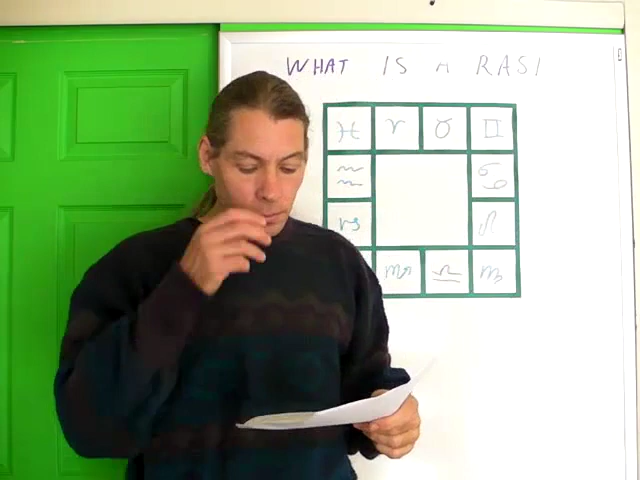 WHAT IS A RASI
♓ ♈ ♉ ♊
♒ ♋
♑ ♌
♏ ♎ ♍